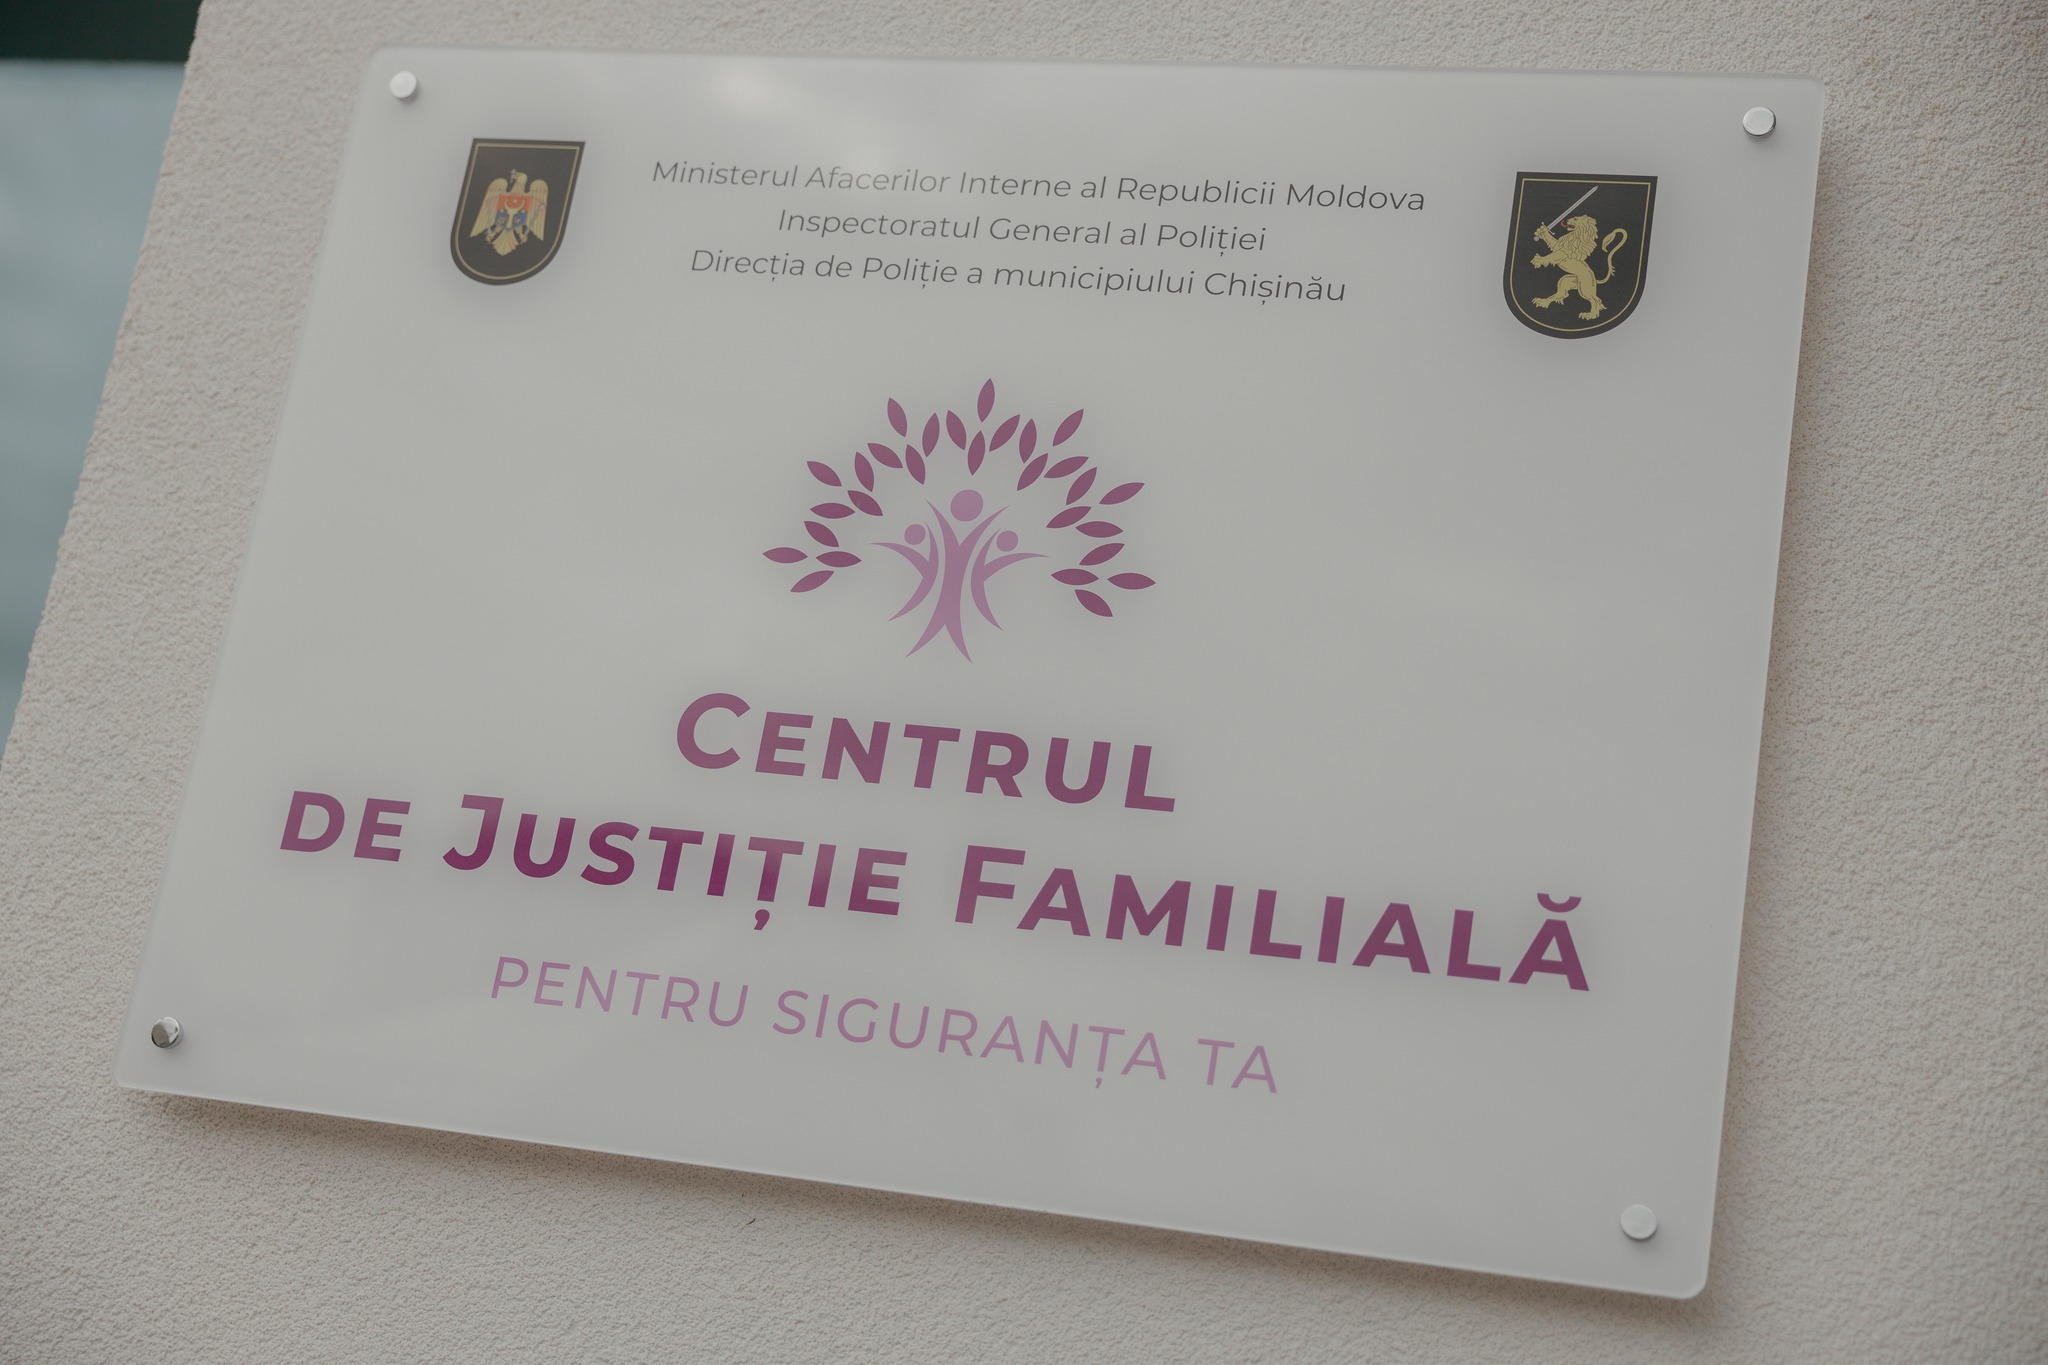 Ministerul Afacerilor Interne al Republicii Moldova
Inspectoratul General al Poliției
Direcția de Poliție a municipiului Chișinău
CENTRUL
DE JUSTIȚIE FAMILIALĂ
PENTRU SIGURANȚA TA